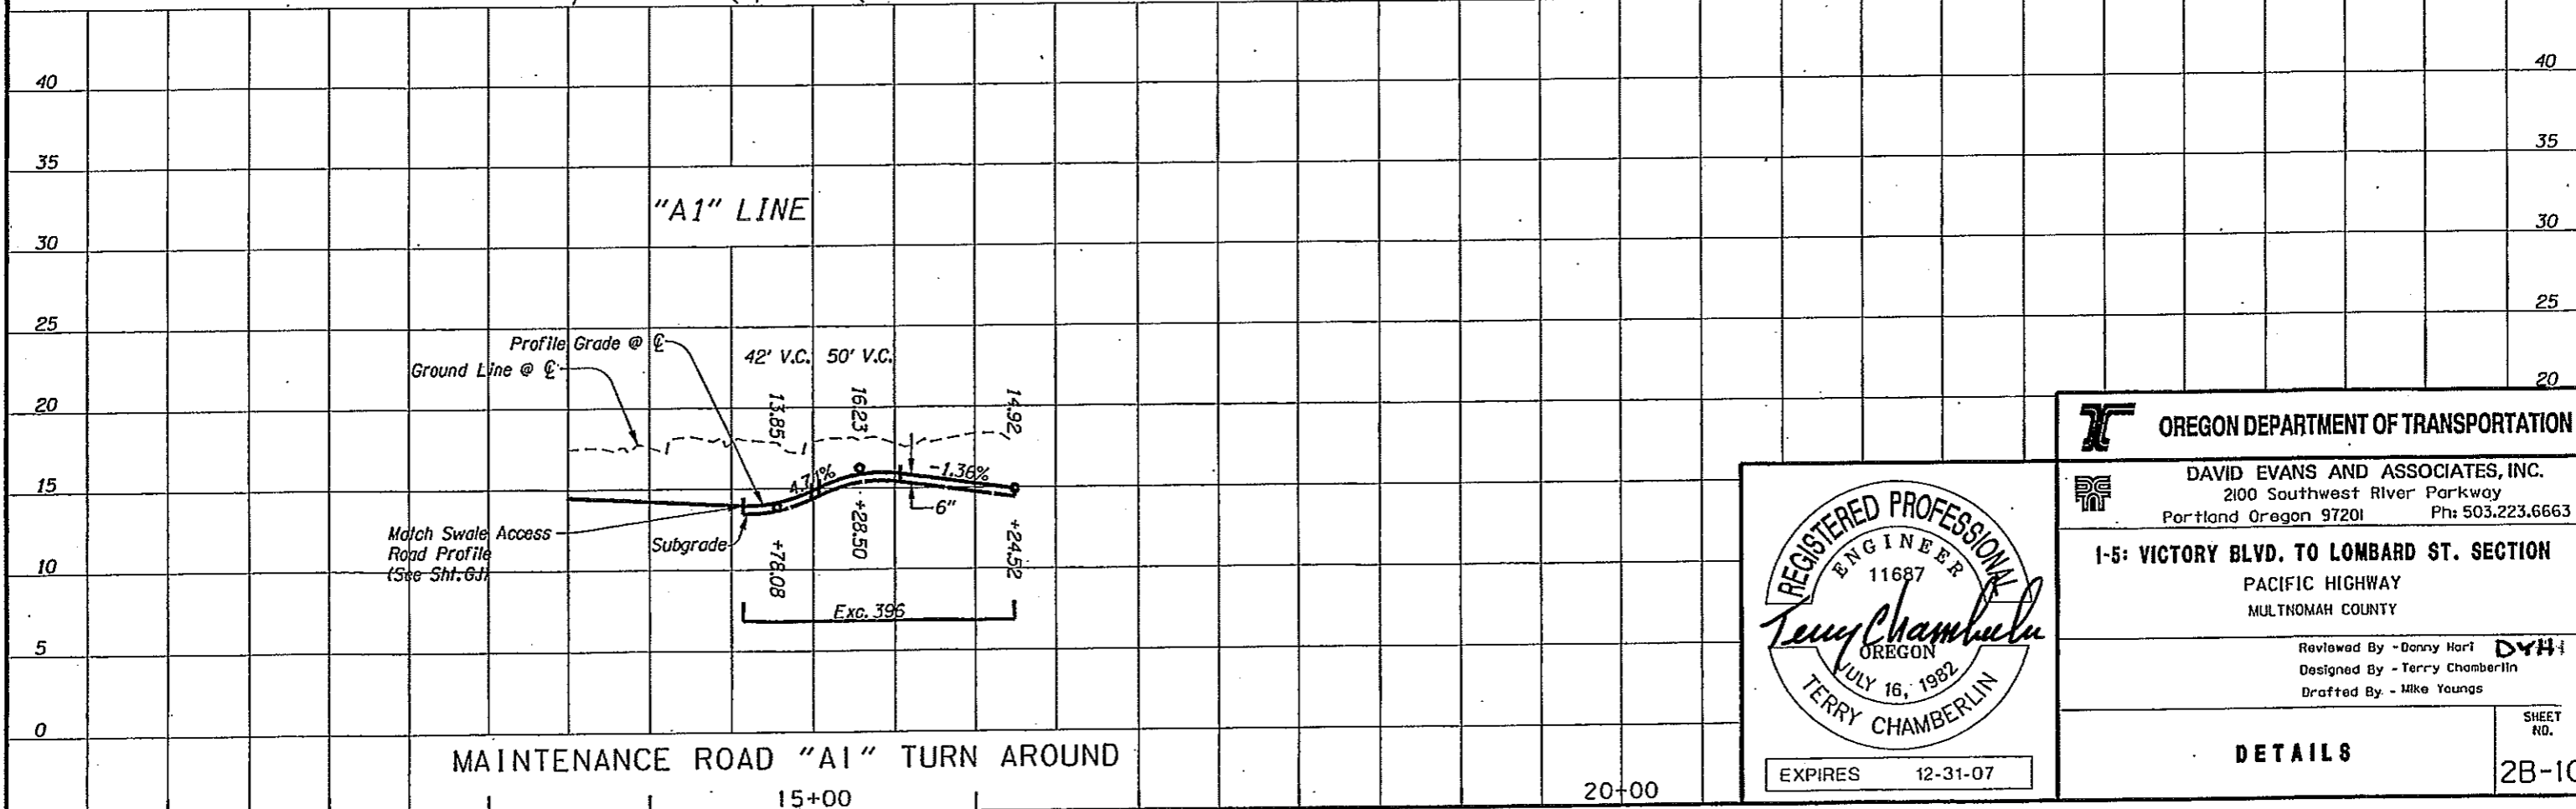 40
35
30
25
20
15
10
5
0
"A1" LINE
Profile Grade @ ℄
Ground Line @ ℄
42' V.C. 50' V.C.
13.85
16.23
14.92
4.71%
-1.36%
6"
Match Swale Access
Road Profile
(See Sht.GJ)
Subgrade
+78.08
+28.50
+24.52
Exc. 396
MAINTENANCE ROAD "A1" TURN AROUND
15+00
20+00
40
35
30
25
20
REGISTERED PROFESSIONAL
ENGINEER
11687
Terry Chamberlin
OREGON
JULY 16, 1982
TERRY CHAMBERLIN
EXPIRES 12-31-07
OREGON DEPARTMENT OF TRANSPORTATION
DAVID EVANS AND ASSOCIATES, INC.
2100 Southwest River Parkway
Portland Oregon 97201 Ph: 503.223.6663
I-5: VICTORY BLVD. TO LOMBARD ST. SECTION
PACIFIC HIGHWAY
MULTNOMAH COUNTY
Reviewed By - Danny Hari DYH
Designed By - Terry Chamberlin
Drafted By. - Mike Youngs
DETAILS
SHEET
NO.
2B-10